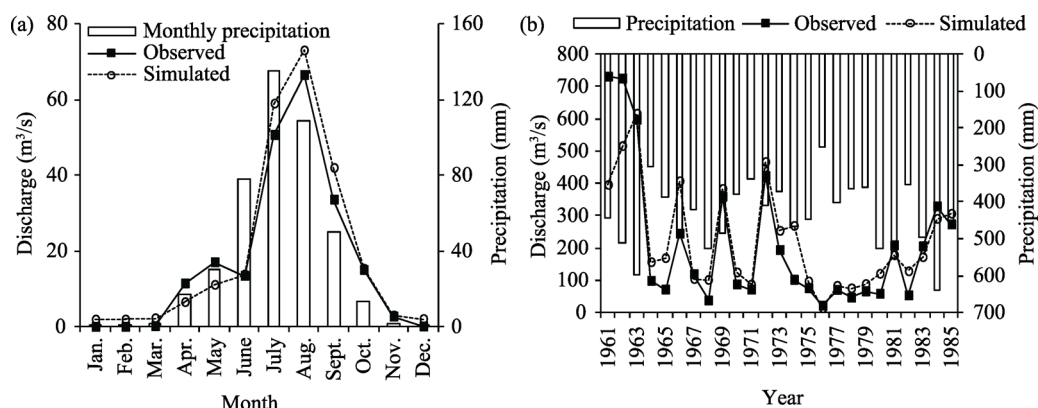 (a)
Monthly precipitation
Observed
Simulated
80
60
40
20
0
Discharge (m³/s)
160
120
80
40
0
Precipitation (mm)
Jan.
Feb.
Mar.
Apr.
May
June
July
Aug.
Sept.
Oct.
Nov.
Dec.
Month
(b)
Precipitation
Observed
Simulated
800
700
600
500
400
300
200
100
0
Discharge (m³/s)
0
100
200
300
400
500
600
700
Precipitation (mm)
1961
1963
1965
1967
1969
1971
1973
1975
1977
1979
1981
1983
1985
Year